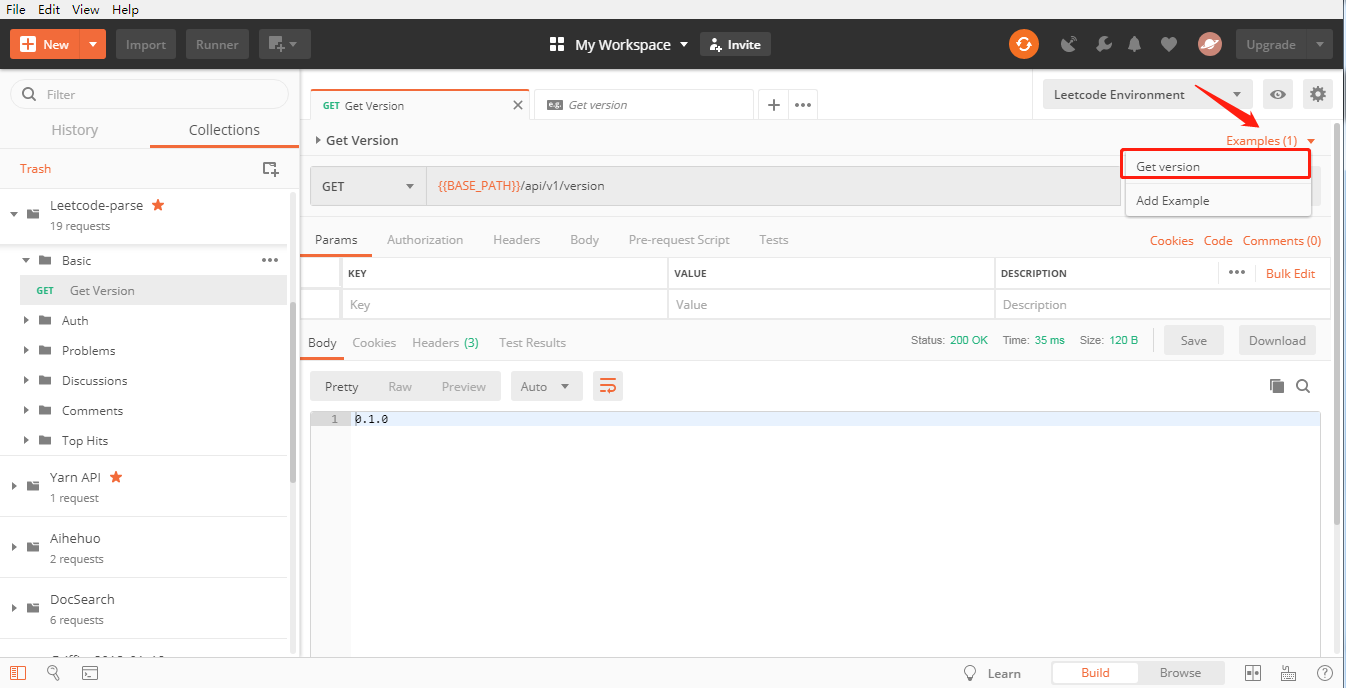 File Edit View Help
New Import Runner My Workspace Invite Upgrade
Filter
History Collections
Trash
Leetcode-parse
19 requests
Basic
GET Get Version
Auth
Problems
Discussions
Comments
Top Hits
Yarn API
1 request
Aihehuo
2 requests
DocSearch
6 requests
GET Get Version e.g. Get version
Leetcode Environment
Get Version
Examples (1)
Get version
Add Example
GET {{BASE_PATH}}/api/v1/version
Params Authorization Headers Body Pre-request Script Tests Cookies Code Comments (0)
KEY VALUE DESCRIPTION Bulk Edit
Key Value Description
Body Cookies Headers (3) Test Results Status: 200 OK Time: 35 ms Size: 120 B Save Download
Pretty Raw Preview Auto
1 0.1.0
Learn Build Browse